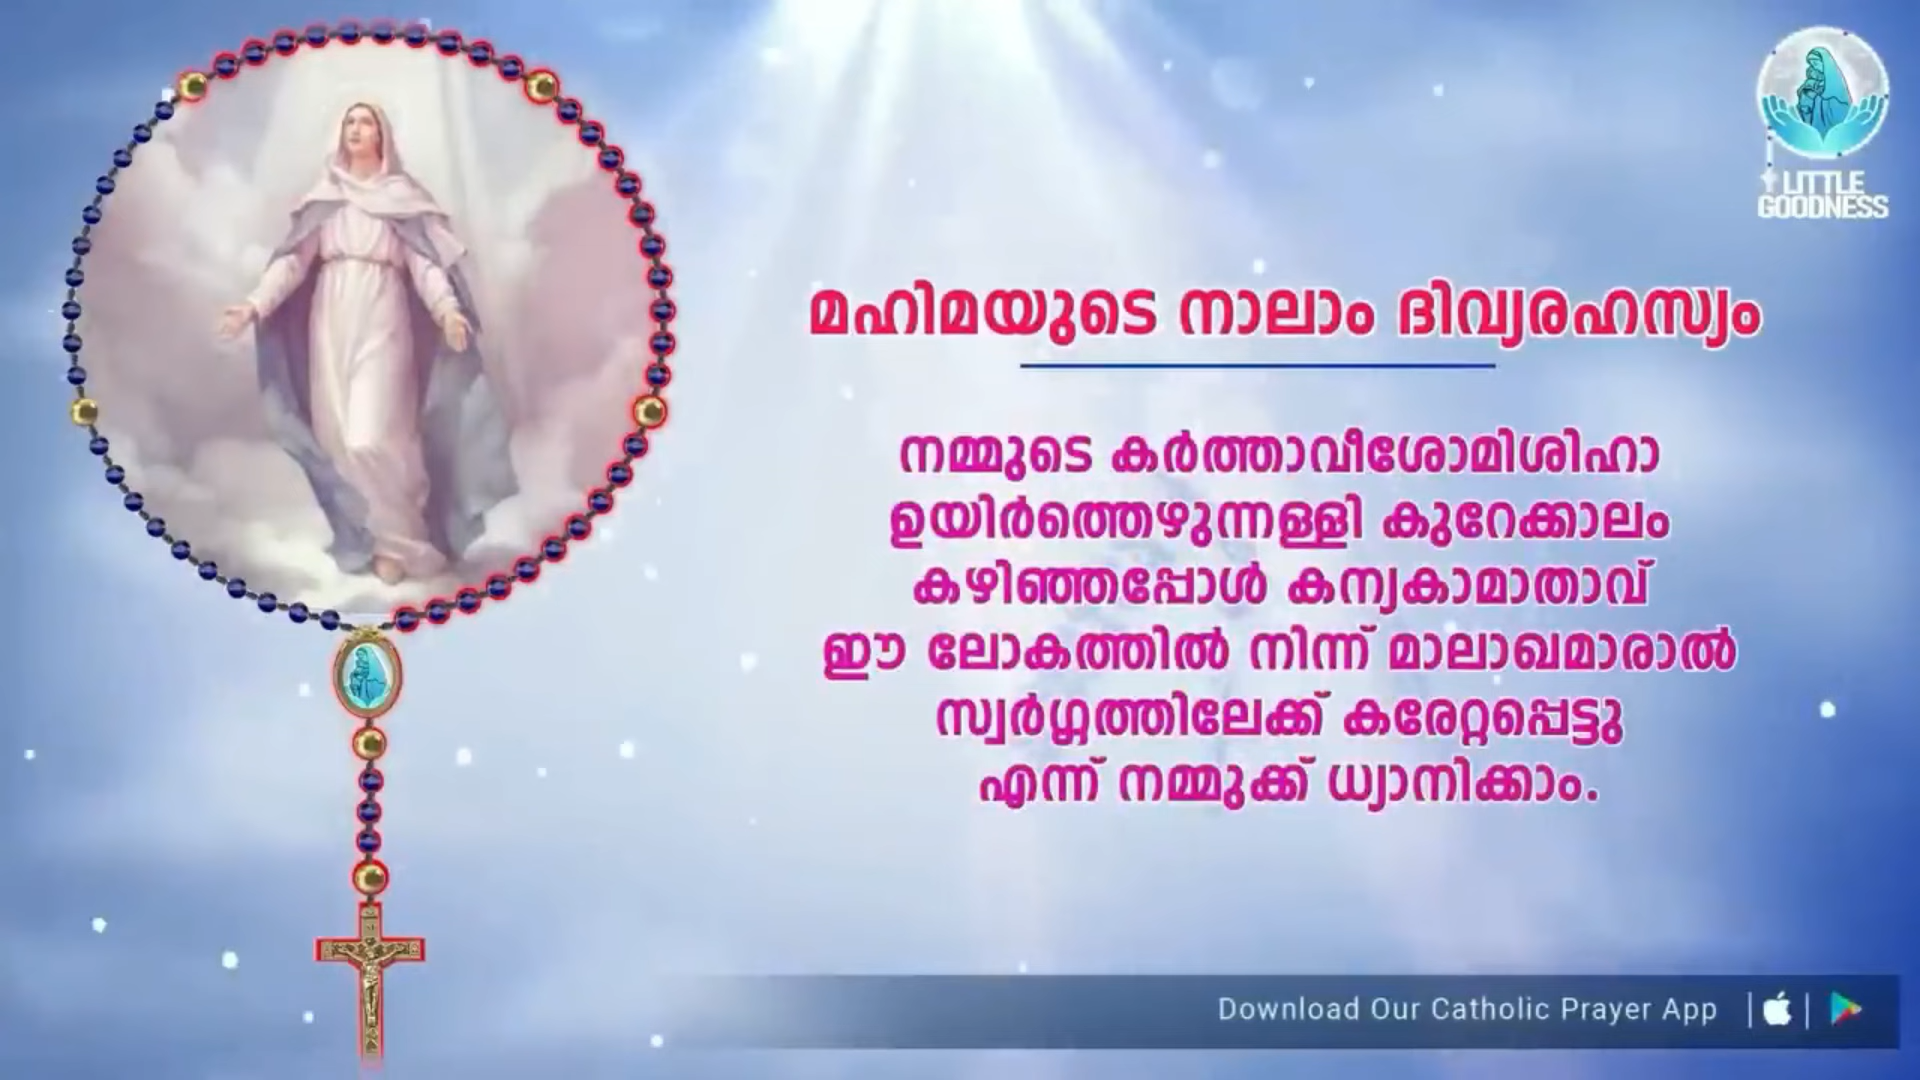 LITTLE
GOODNESS
മഹിമയുടെ നാലാം ദിവ്യരഹസ്യം
നമ്മുടെ കർത്താവീശോമിശിഹാ
ഉയിർത്തെഴുന്നള്ളി കുറേക്കാലം
കഴിഞ്ഞപ്പോൾ കന്യകാമാതാവ്
ഈ ലോകത്തിൽ നിന്ന് മാലാഖമാരാൽ
സ്വർഗ്ഗത്തിലേക്ക് കരേറ്റപ്പെട്ടു
എന്ന് നമ്മുക്ക് ധ്യാനിക്കാം.
Download Our Catholic Prayer App